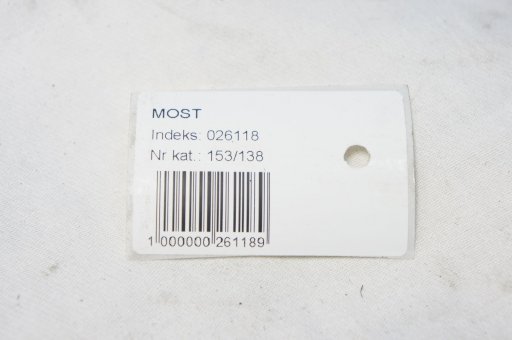 MOST
Indeks: 026118
Nr kat.: 153/138
1 000000 261189